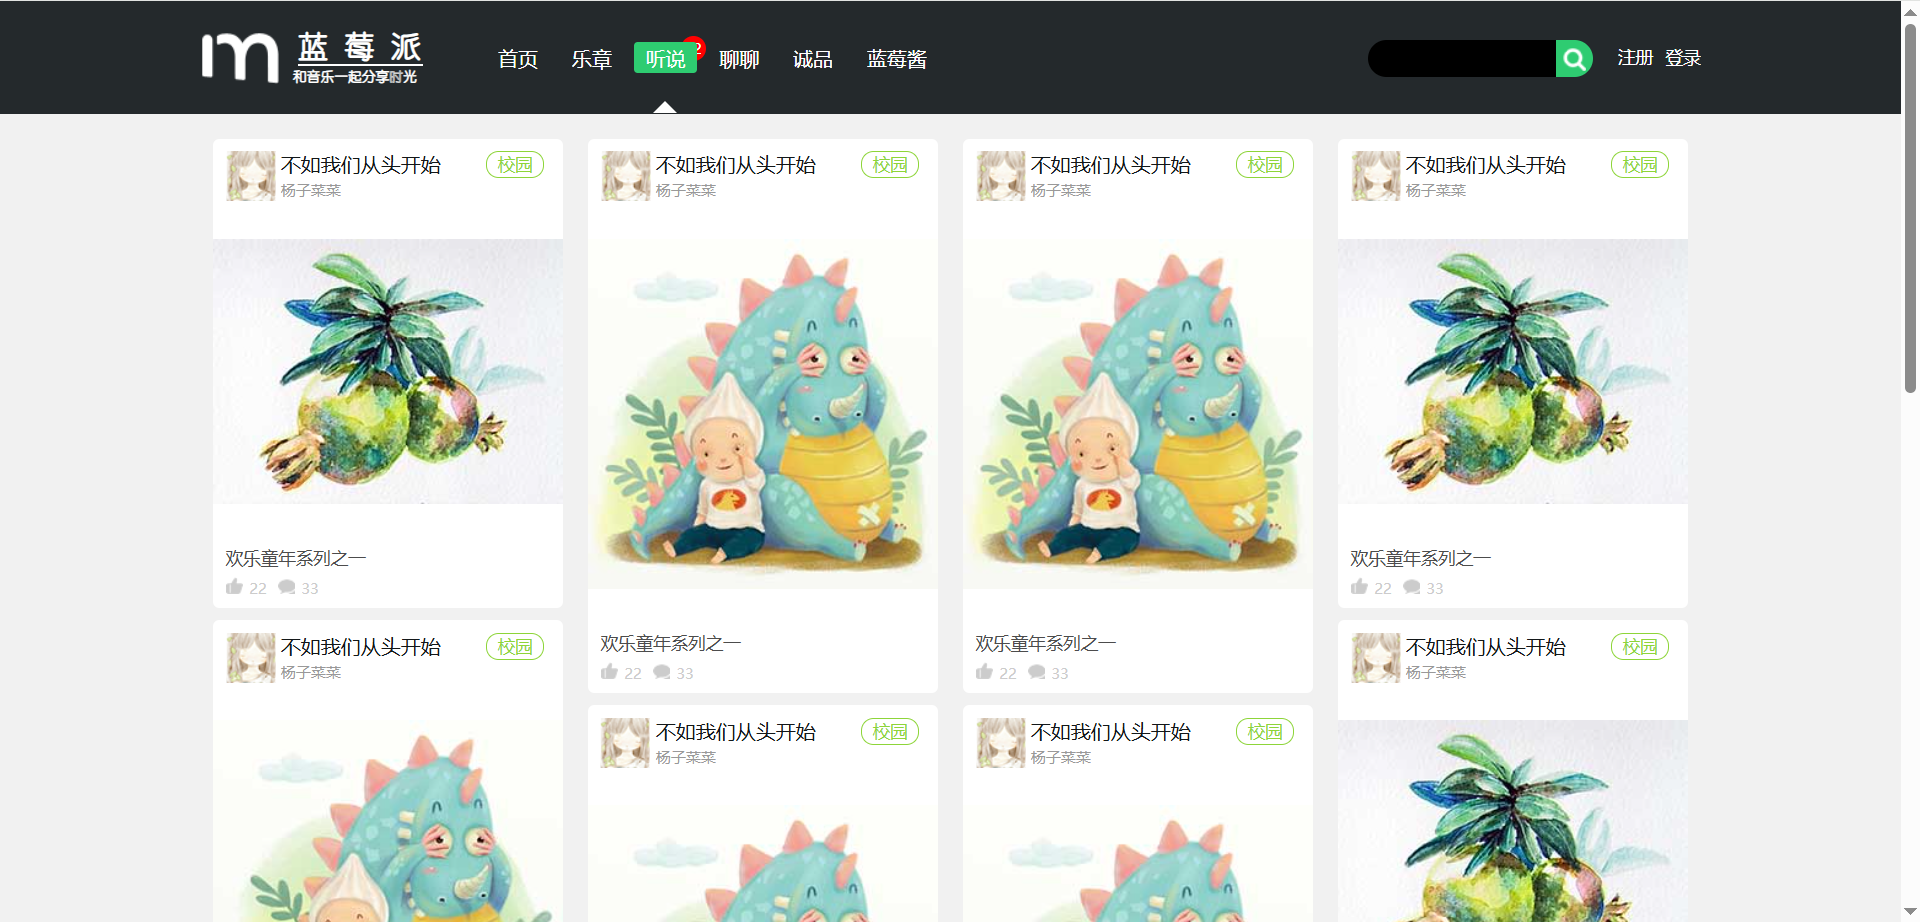 m 蓝莓派
和音乐一起分享时光
首页 乐章 听说 2 聊聊 诚品 蓝莓酱
注册 登录
不如我们从头开始 校园
杨子菜菜
欢乐童年系列之一
22 33
不如我们从头开始 校园
杨子菜菜
不如我们从头开始 校园
杨子菜菜
欢乐童年系列之一
22 33
不如我们从头开始 校园
杨子菜菜
不如我们从头开始 校园
杨子菜菜
欢乐童年系列之一
22 33
不如我们从头开始 校园
杨子菜菜
不如我们从头开始 校园
杨子菜菜
欢乐童年系列之一
22 33
不如我们从头开始 校园
杨子菜菜